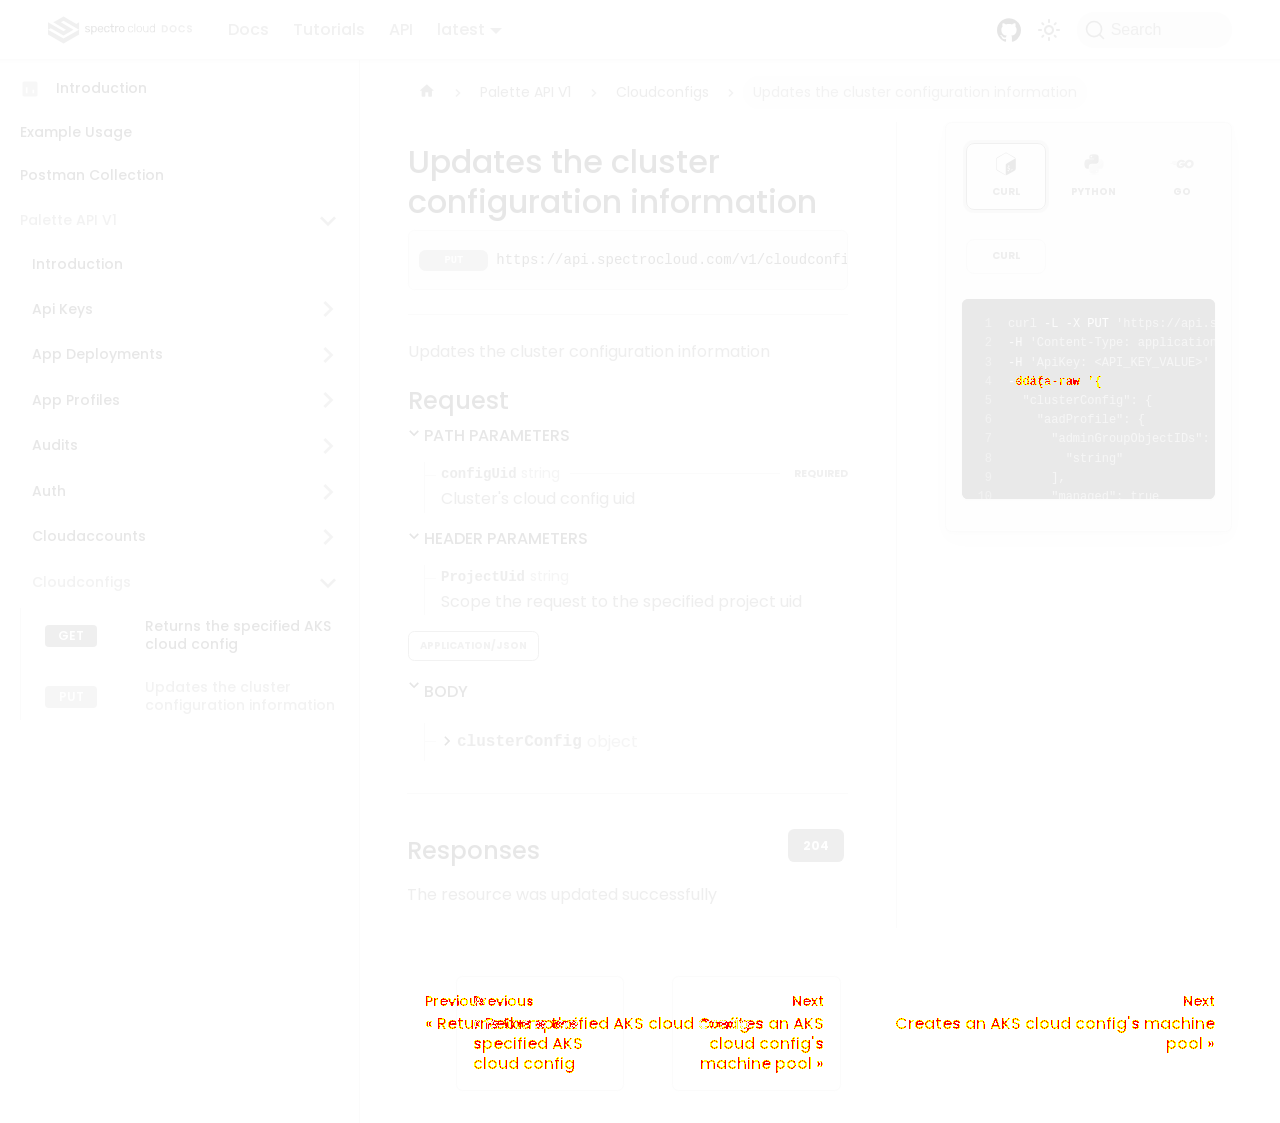 spectro cloud DOCS Docs Tutorials API latest Search
Introduction
Example Usage
Postman Collection
Palette API V1
Introduction
Api Keys
App Deployments
App Profiles
Audits
Auth
Cloudaccounts
Cloudconfigs
GET Returns the specified AKS
cloud config
PUT Updates the cluster
configuration information
Palette API V1 Cloudconfigs Updates the cluster configuration information
Updates the cluster
configuration information
PUT https://api.spectrocloud.com/v1/cloudconfi
Updates the cluster configuration information
Request
PATH PARAMETERS
configUid string REQUIRED
Cluster's cloud config uid
HEADER PARAMETERS
ProjectUid string
Scope the request to the specified project uid
APPLICATION/JSON
BODY
clusterConfig object
Responses
204
The resource was updated successfully
CURL PYTHON GO
CURL
1 curl -L -X PUT 'https://api.s
2 -H 'Content-Type: application
3 -H 'ApiKey: <API_KEY_VALUE>'
4 data-raw '{
5 "clusterConfig": {
6 "aadProfile": {
7 "adminGroupObjectIDs":
8 "string"
9 ],
10 "managed": true
Previous Previous Next Next
specified AKS cloud
specified AKS
cloud config
Creates an AKS
cloud config's
machine pool »
Creates an AKS cloud config's machine
pool »